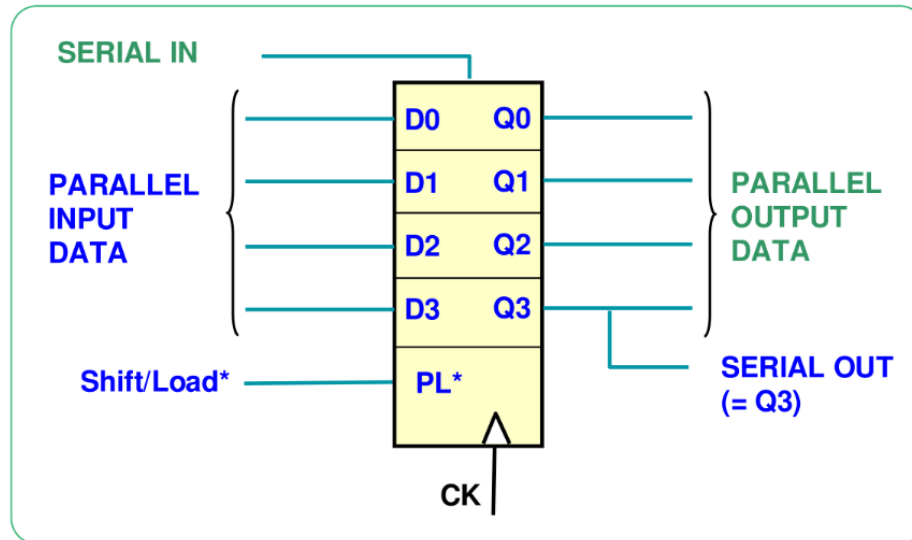 SERIAL IN
D0 Q0
D1 Q1
D2 Q2
D3 Q3
PARALLEL
INPUT
DATA
PARALLEL
OUTPUT
DATA
Shift/Load*
PL*
SERIAL OUT
(= Q3)
CK